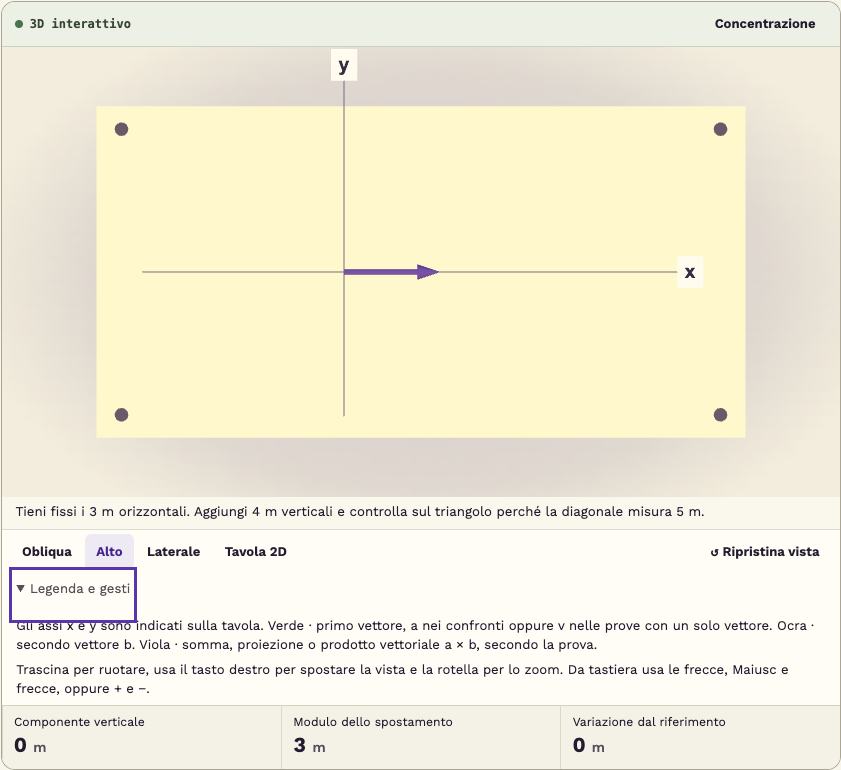 3D interattivo
Concentrazione
y
x
Tieni fissi i 3 m orizzontali. Aggiungi 4 m verticali e controlla sul triangolo perché la diagonale misura 5 m.
Obliqua Alto Laterale Tavola 2D
↺ Ripristina vista
▼ Legenda e gesti
Gli assi x e y sono indicati sulla tavola. Verde · primo vettore, a nei confronti oppure v nelle prove con un solo vettore. Ocra ·
secondo vettore b. Viola · somma, proiezione o prodotto vettoriale a × b, secondo la prova.
Trascina per ruotare, usa il tasto destro per spostare la vista e la rotella per lo zoom. Da tastiera usa le frecce, Maiusc e
frecce, oppure + e −.
Componente verticale
0 m
Modulo dello spostamento
3 m
Variazione dal riferimento
0 m